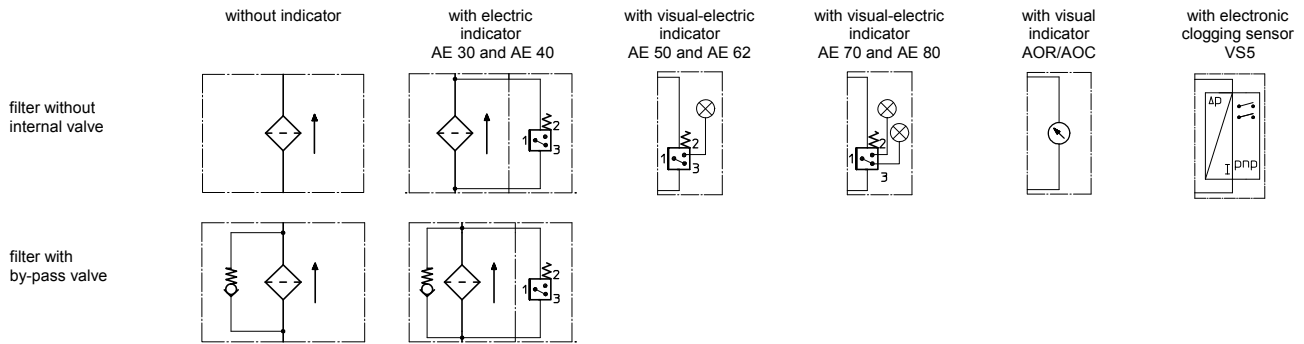 without indicator
with electric
indicator
AE 30 and AE 40
with visual-electric
indicator
AE 50 and AE 62
with visual-electric
indicator
AE 70 and AE 80
with visual
indicator
AOR/AOC
with electronic
clogging sensor
VS5
filter without
internal valve
1 2 3
1 2 3
1 2 3
Δp
I pnp
filter with
by-pass valve
1 2 3